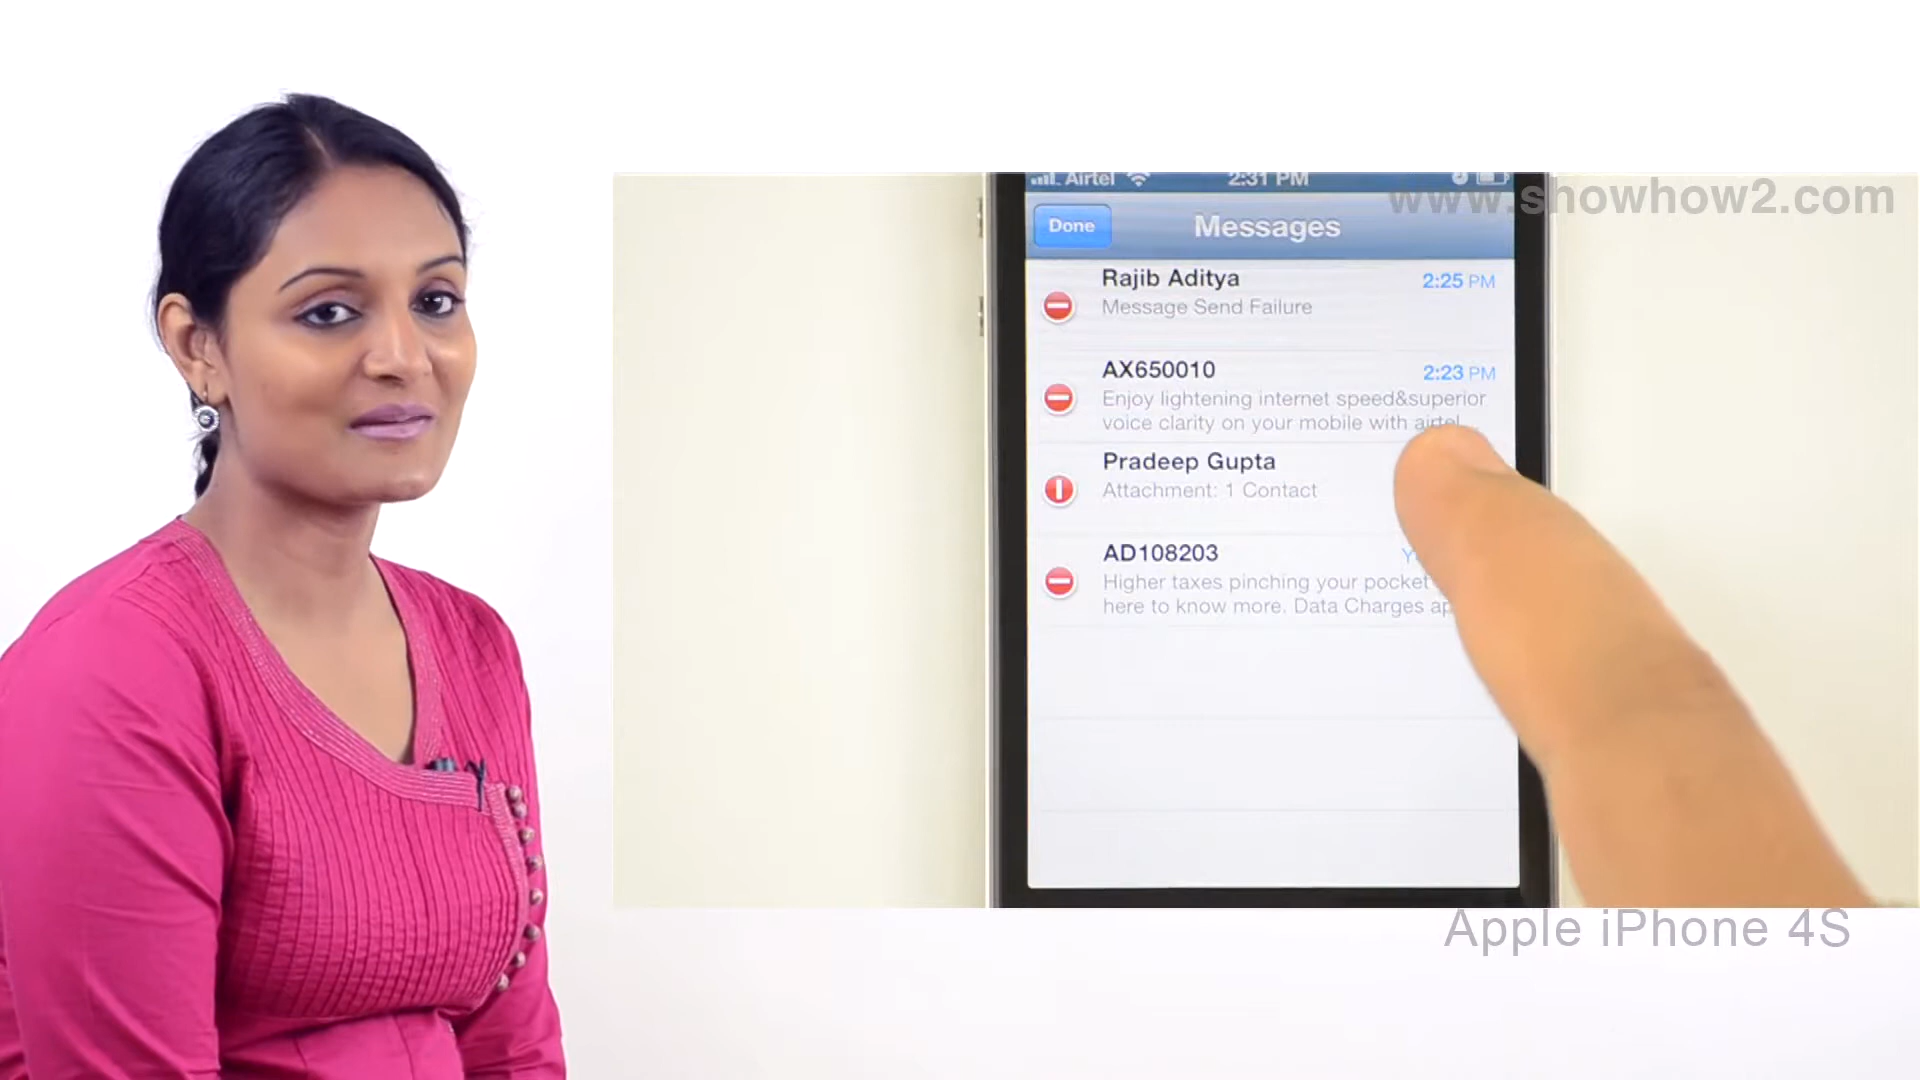 Airtel 2:31 PM
www.showhow2.com
Done Messages
Rajib Aditya 2:25 PM
Message Send Failure
AX650010 2:23 PM
Enjoy lightening internet speed&superior
voice clarity on your mobile with airtel...
Pradeep Gupta
Attachment: 1 Contact
AD108203
Higher taxes pinching your pocket
here to know more. Data Charges
Apple iPhone 4S